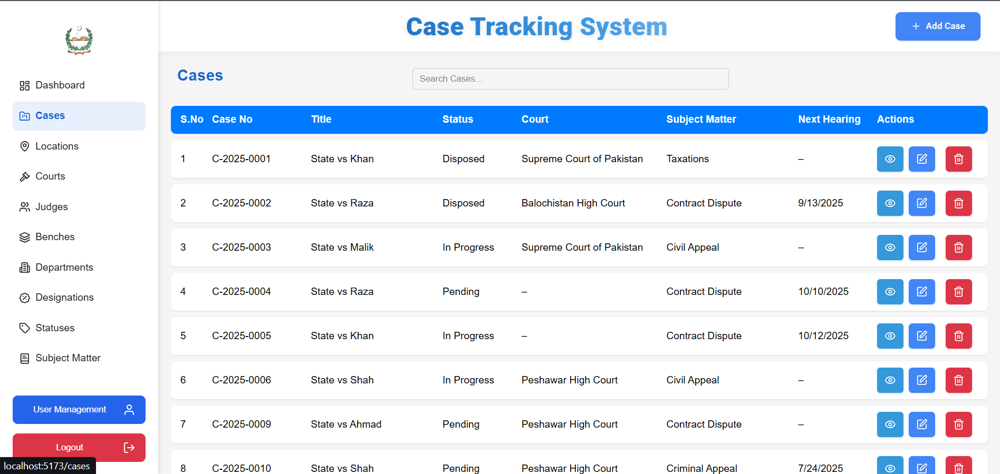 Case Tracking System
+ Add Case
Dashboard
Cases
Locations
Courts
Judges
Benches
Departments
Designations
Statuses
Subject Matter
User Management
Logout
localhost:5173/cases
Cases
Search Cases...
S.No Case No Title Status Court Subject Matter Next Hearing Actions
1 C-2025-0001 State vs Khan Disposed Supreme Court of Pakistan Taxations –
2 C-2025-0002 State vs Raza Disposed Balochistan High Court Contract Dispute 9/13/2025
3 C-2025-0003 State vs Malik In Progress Supreme Court of Pakistan Civil Appeal –
4 C-2025-0004 State vs Raza Pending – Contract Dispute 10/10/2025
5 C-2025-0005 State vs Khan In Progress – Contract Dispute 10/12/2025
6 C-2025-0006 State vs Shah In Progress Peshawar High Court Civil Appeal –
7 C-2025-0009 State vs Ahmad Pending Peshawar High Court Contract Dispute –
8 C-2025-0010 State vs Shah Pending Peshawar High Court Criminal Appeal 7/24/2025